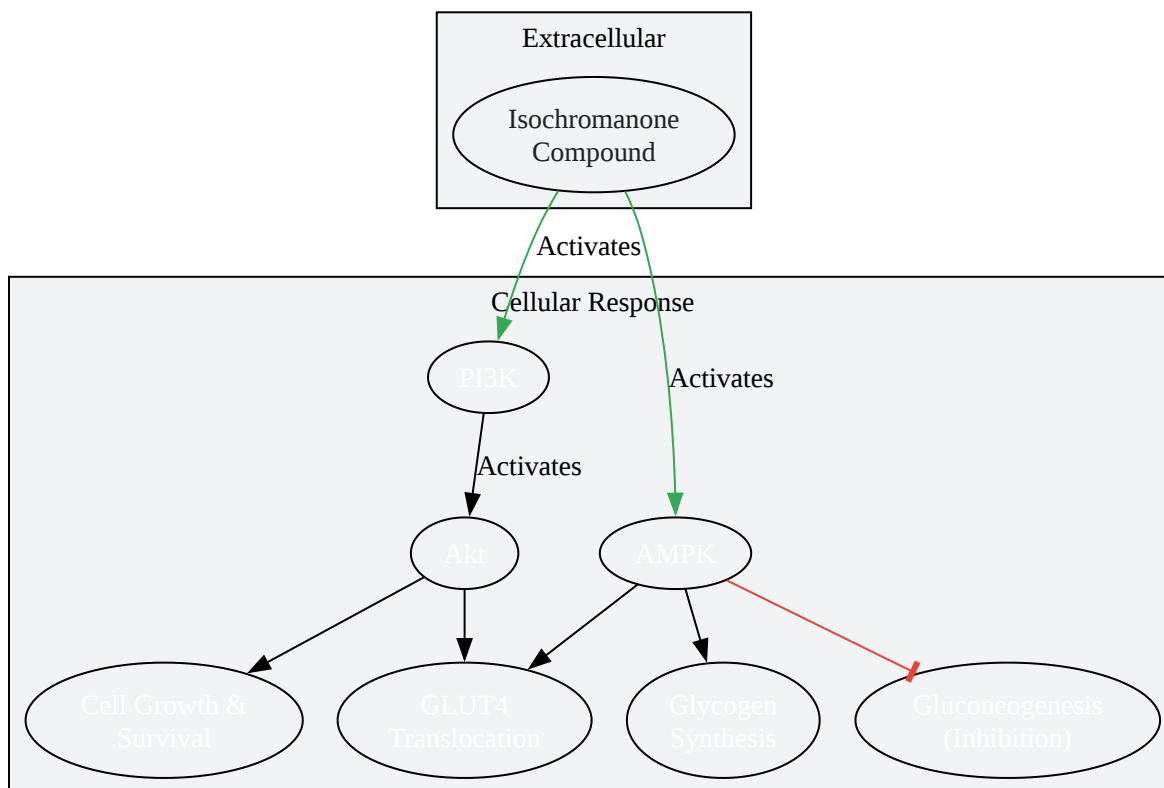 Extracellular
Isochromanone
Compound
Activates
Cellular Response
PI3K
Activates
Activates
Akt
AMPK
Cell Growth &
Survival
GLUT4
Translocation
Glycogen
Synthesis
Gluconeogenesis
(Inhibition)